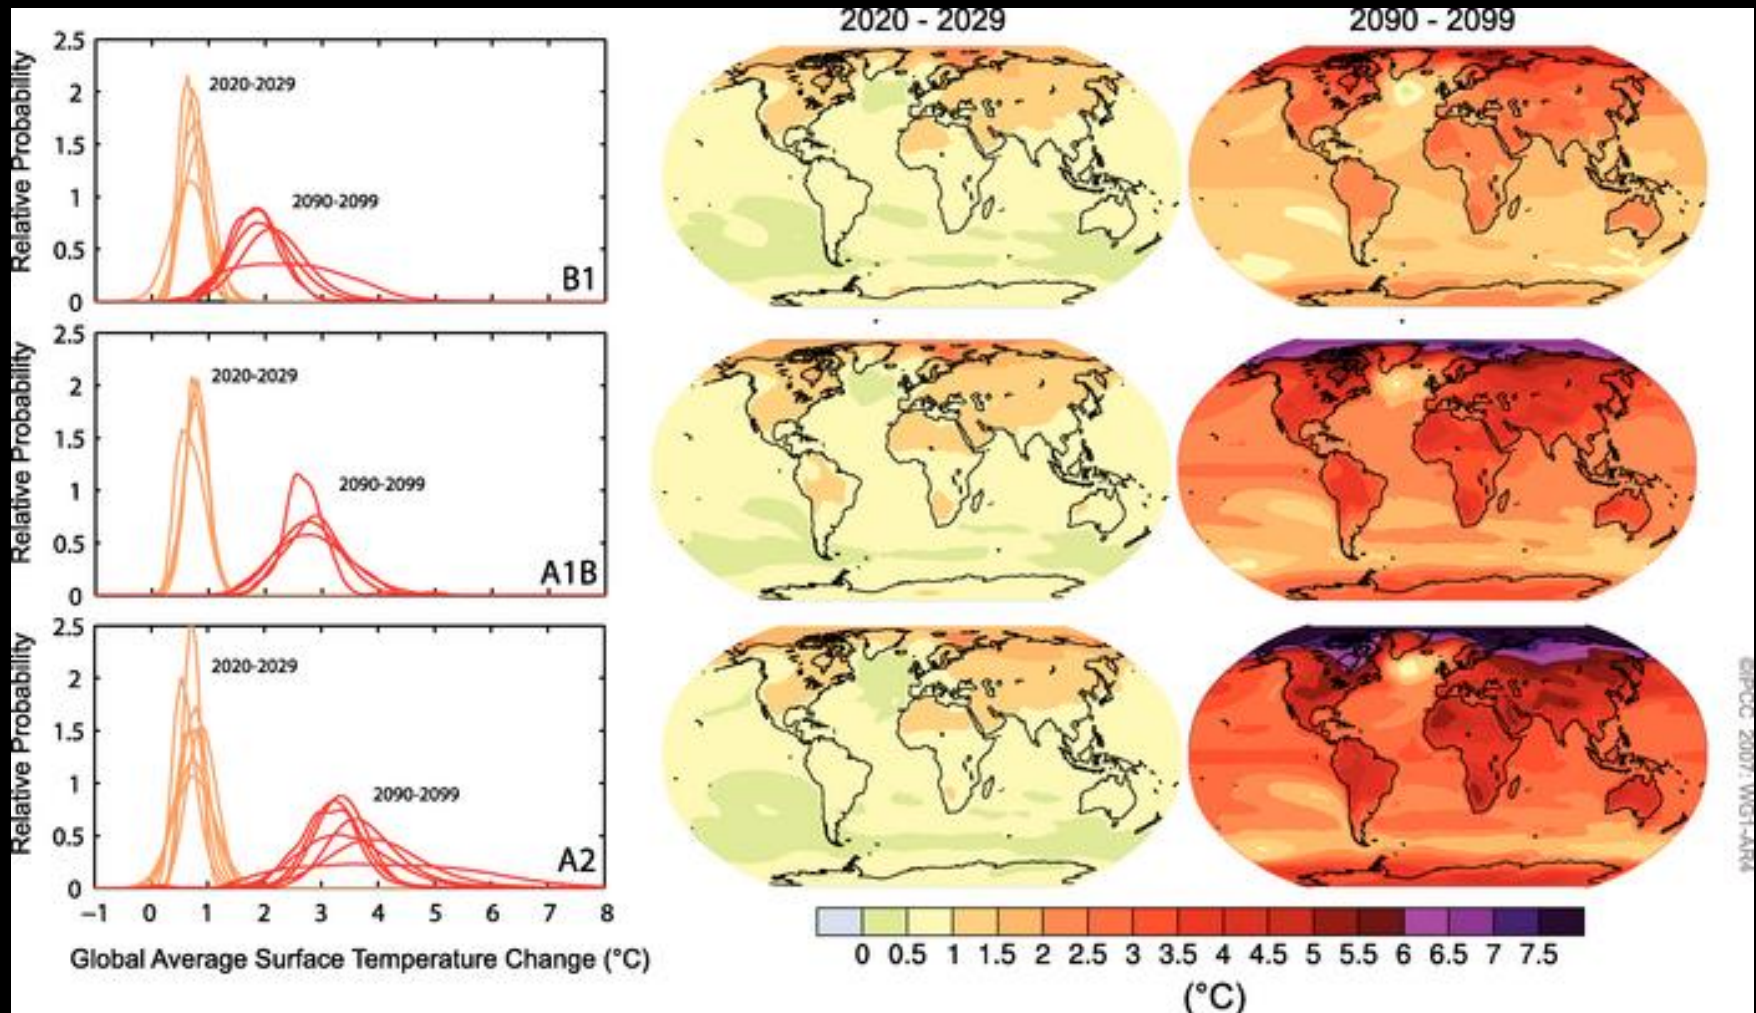 2020 - 2029
2090 - 2099
2.5
2
1.5
1
0.5
0
Relative Probability
2020-2029
2090-2099
B1
2.5
2
1.5
1
0.5
0
Relative Probability
2020-2029
2090-2099
A1B
2.5
2
1.5
1
0.5
0
Relative Probability
2020-2029
2090-2099
A2
−1 0 1 2 3 4 5 6 7 8
Global Average Surface Temperature Change (°C)
0 0.5 1 1.5 2 2.5 3 3.5 4 4.5 5 5.5 6 6.5 7 7.5
(°C)
©IPCC 2007: WG1-AR4